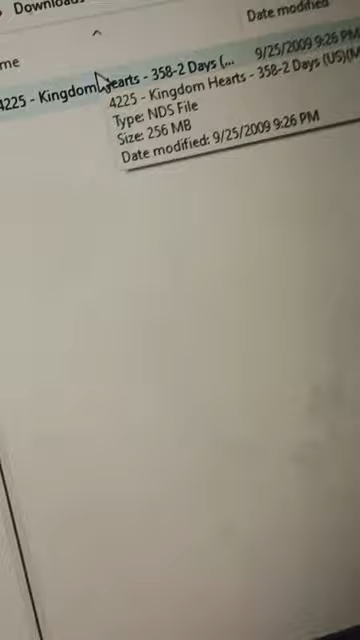 Downloads
Date modified
me
4225 - Kingdom Hearts - 358-2 Days (... 9/25/2009 9:26 PM
4225 - Kingdom Hearts - 358-2 Days (US)(M
Type: NDS File
Size: 256 MB
Date modified: 9/25/2009 9:26 PM